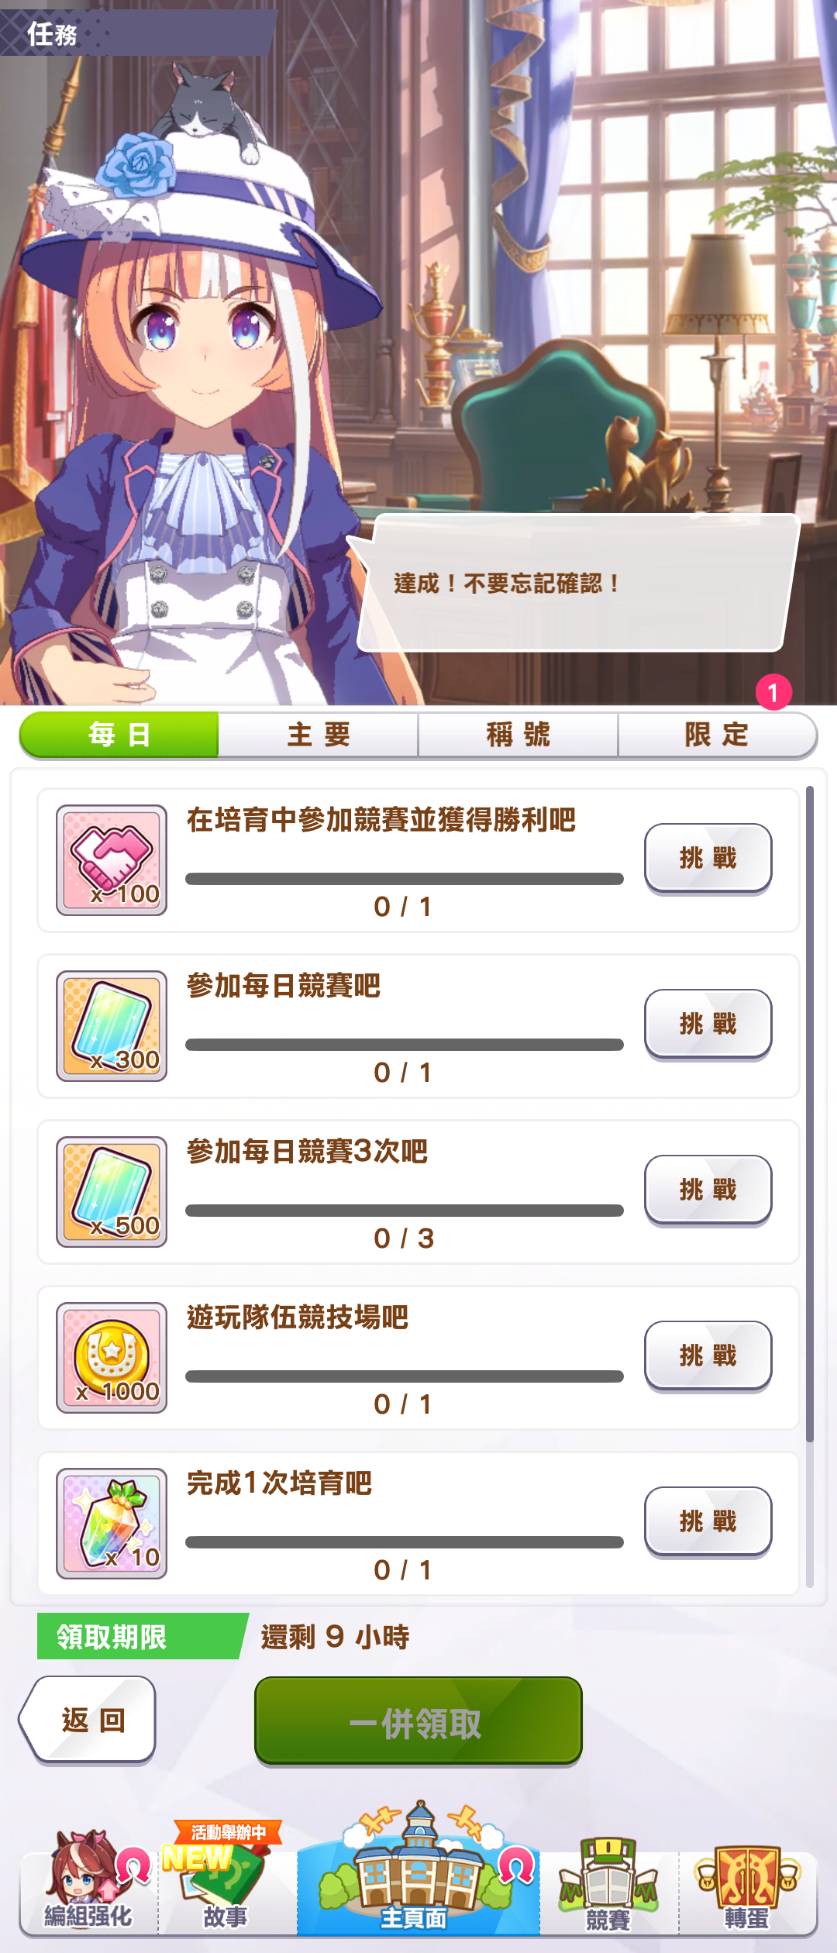 任務
達成！不要忘記確認！
1
每日
主要
稱號
限定
在培育中參加競賽並獲得勝利吧
x 100
0 / 1
挑戰
參加每日競賽吧
x 300
0 / 1
挑戰
參加每日競賽3次吧
x 500
0 / 3
挑戰
遊玩隊伍競技場吧
x 1000
0 / 1
挑戰
完成1次培育吧
x 10
0 / 1
挑戰
領取期限
還剩 9 小時
返回
一併領取
活動舉辦中
NEW
編組强化
故事
主頁面
競賽
轉蛋